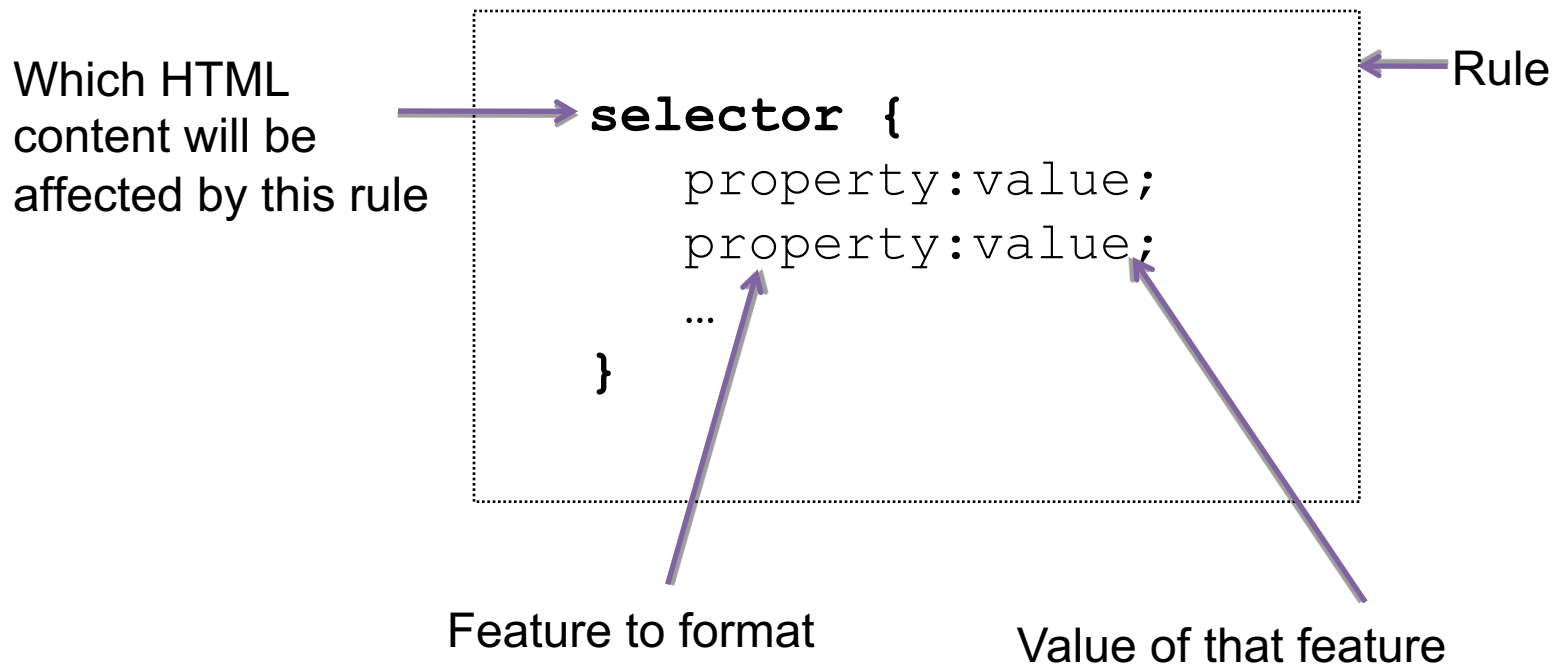 Which HTML
content will be
affected by this rule
Rule
selector {
property:value;
property:value;
…
}
Feature to format
Value of that feature